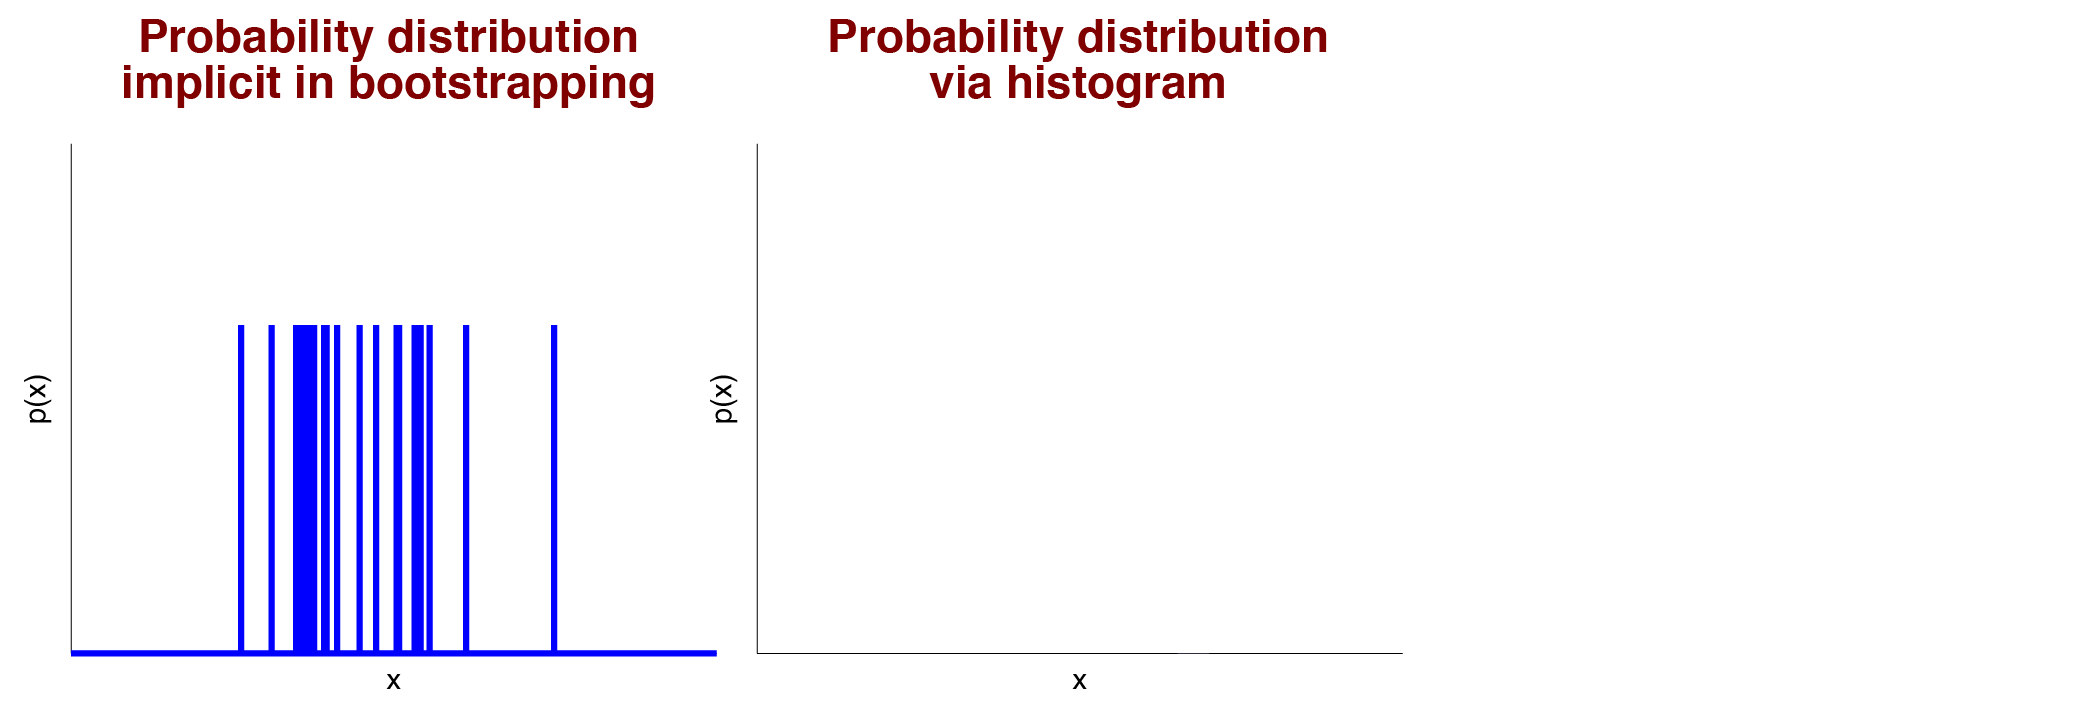 Probability distribution
implicit in bootstrapping
p(x)
x
Probability distribution
via histogram
p(x)
x